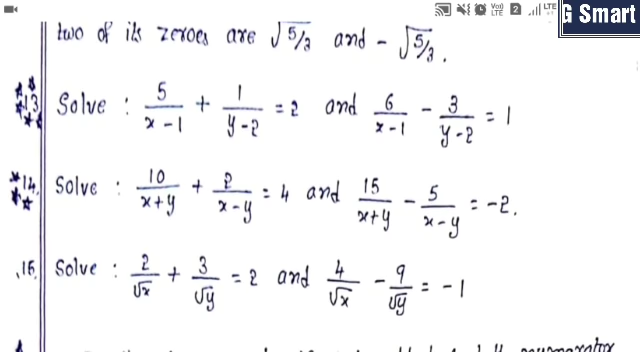 LTE G Smart
two of its zeroes are √5/3 and - √5/3.
13 Solve : 5/(x-1) + 1/(y-2) = 2 and 6/(x-1) - 3/(y-2) = 1
14. Solve : 10/(x+y) + 2/(x-y) = 4 and 15/(x+y) - 5/(x-y) = -2.
15. Solve : 2/√x + 3/√y = 2 and 4/√x - 9/√y = -1